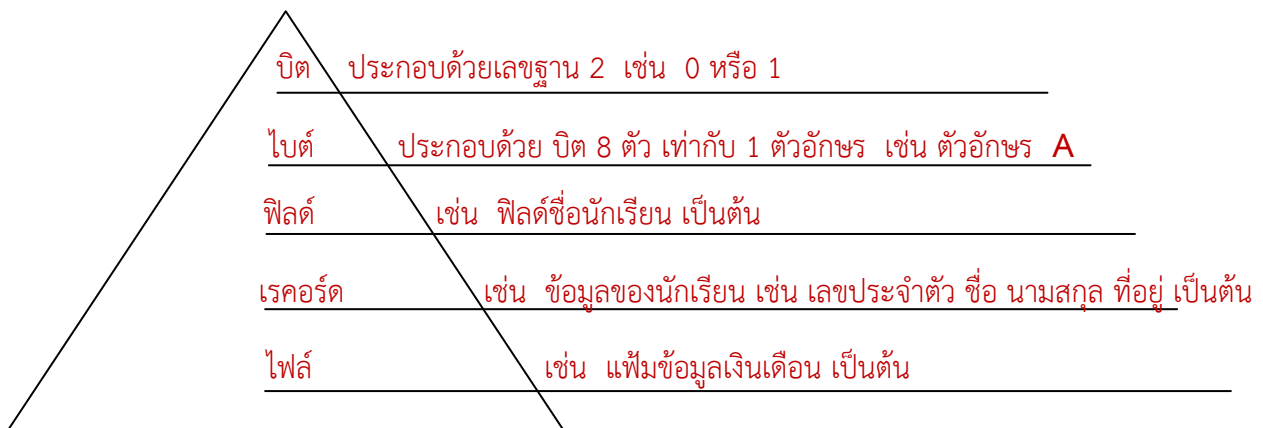 บิต ประกอบด้วยเลขฐาน 2 เช่น 0 หรือ 1
ไบต์ ประกอบด้วย บิต 8 ตัว เท่ากับ 1 ตัวอักษร เช่น ตัวอักษร A
ฟิลด์ เช่น ฟิลด์ชื่อนักเรียน เป็นต้น
เรคอร์ด เช่น ข้อมูลของนักเรียน เช่น เลขประจำตัว ชื่อ นามสกุล ที่อยู่ เป็นต้น
ไฟล์ เช่น แฟ้มข้อมูลเงินเดือน เป็นต้น